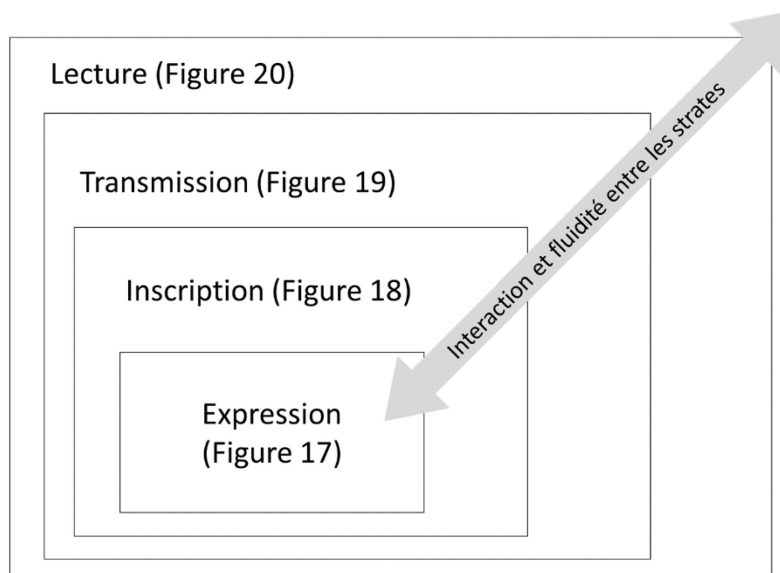 Lecture (Figure 20)
Transmission (Figure 19)
Inscription (Figure 18)
Expression
(Figure 17)
Interaction et fluidité entre les strates